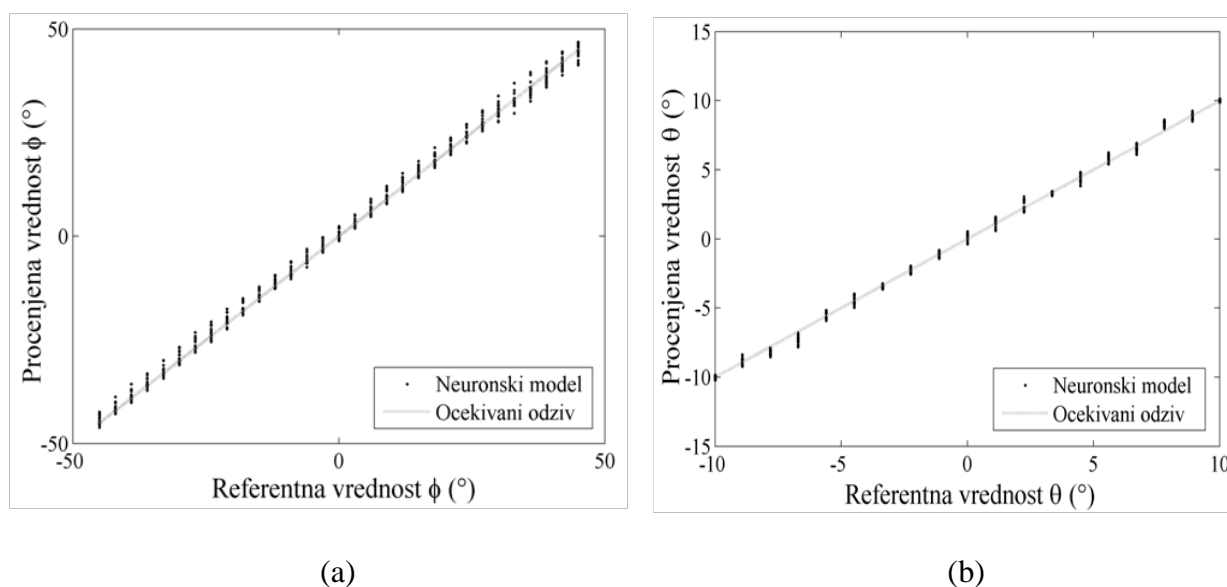 50
0
-50
-50
0
50
Procenjena vrednost ϕ (°)
Referentna vrednost ϕ (°)
Neuronski model
Ocekivani odziv
(a)
15
10
5
0
-5
-10
-15
-10
-5
0
5
10
Procenjena vrednost θ (°)
Referentna vrednost θ (°)
Neuronski model
Ocekivani odziv
(b)